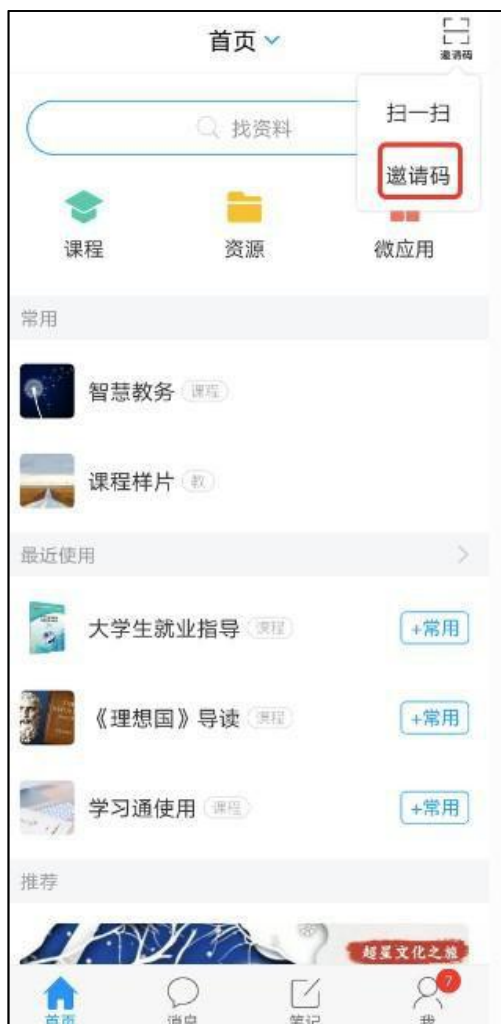 首页
邀请码
扫一扫
找资料
邀请码
课程
资源
微应用
常用
智慧教务 课程
课程样片 教
最近使用
大学生就业指导 课程 +常用
《理想国》导读 课程 +常用
学习通使用 课程 +常用
推荐
超星文化之旅
7
首页
消息
笔记
我